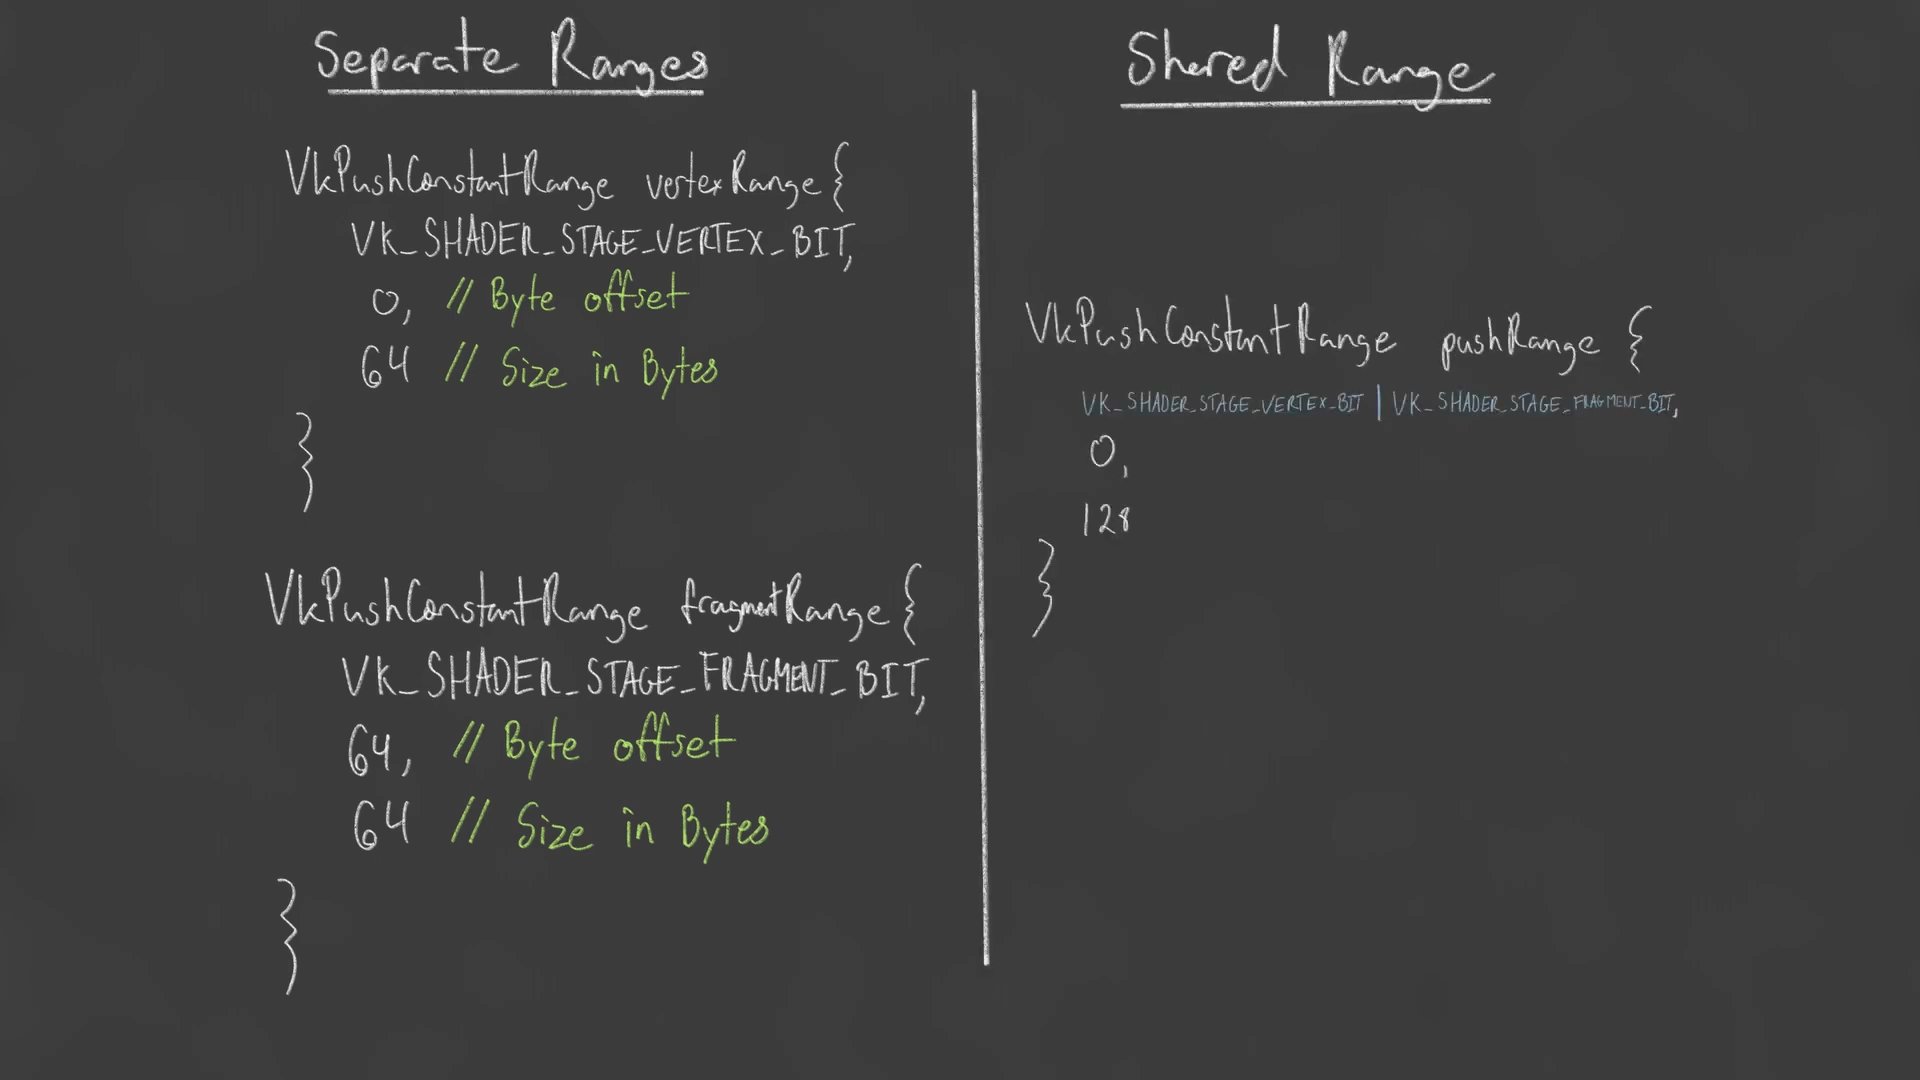 Separate Ranges
VkPushConstantRange vertexRange {
VK_SHADER_STAGE_VERTEX_BIT,
0, // Byte offset
64 // Size in Bytes
}
VkPushConstantRange fragmentRange {
VK_SHADER_STAGE_FRAGMENT_BIT,
64, // Byte offset
64 // Size in Bytes
}
Shared Range
VkPushConstantRange pushRange {
VK_SHADER_STAGE_VERTEX_BIT | VK_SHADER_STAGE_FRAGMENT_BIT,
0,
128
}